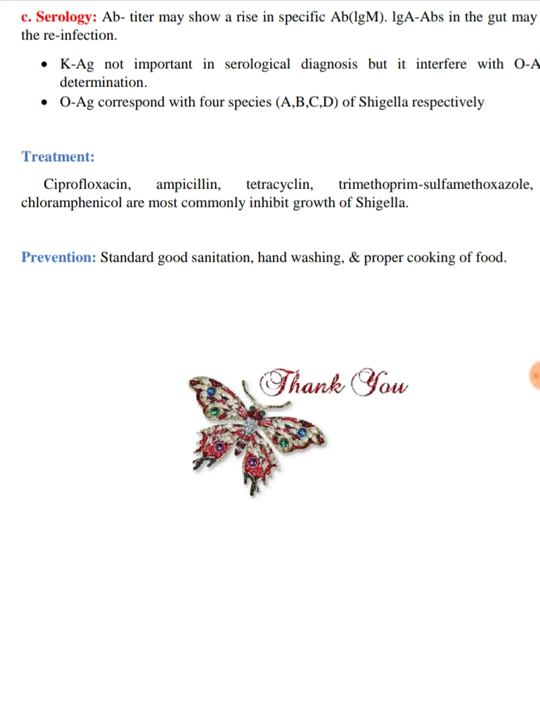 c. Serology: Ab- titer may show a rise in specific Ab(IgM). IgA-Abs in the gut may
the re-infection.
• K-Ag not important in serological diagnosis but it interfere with O-A
determination.
• O-Ag correspond with four species (A,B,C,D) of Shigella respectively
Treatment:
Ciprofloxacin, ampicillin, tetracyclin, trimethoprim-sulfamethoxazole,
chloramphenicol are most commonly inhibit growth of Shigella.
Prevention: Standard good sanitation, hand washing, & proper cooking of food.
Thank You